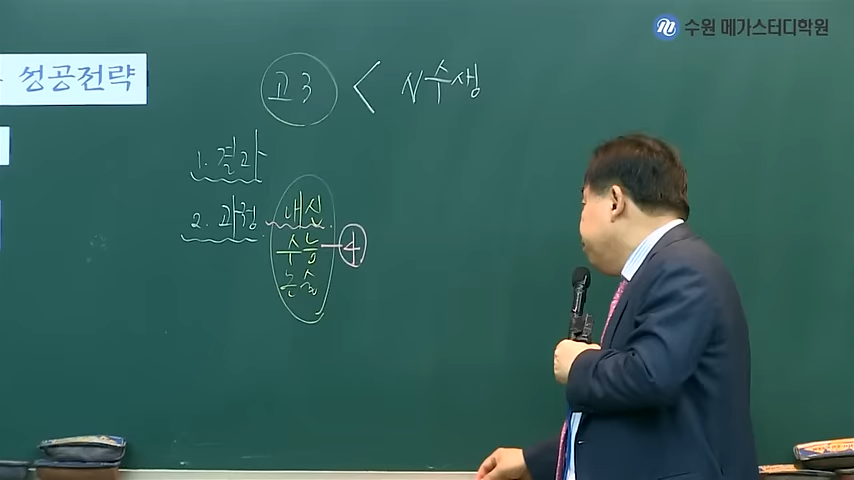 수원 메가스터디학원
성공전략
고3 < N수생
1. 결과
2. 과정
내신
수능 - 4
논술